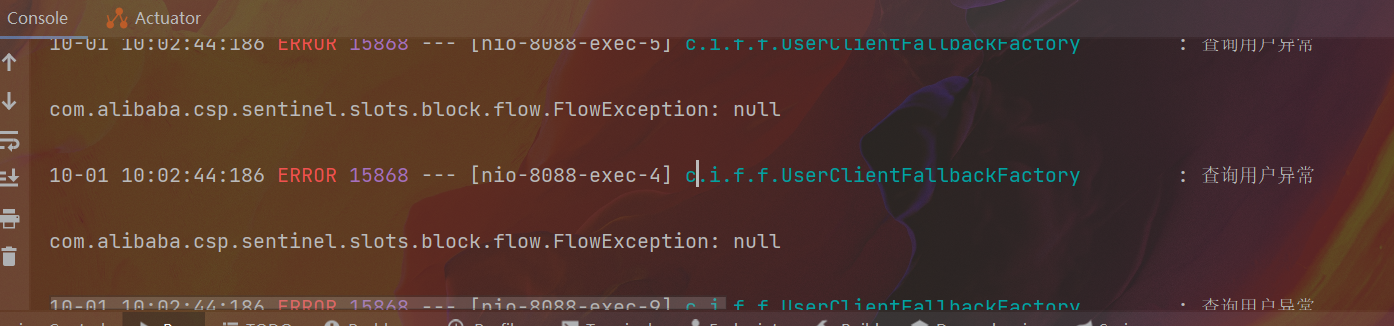 Console Actuator
10-01 10:02:44:186 ERROR 15868 --- [nio-8088-exec-5] c.i.f.f.UserClientFallbackFactory : 查询用户异常
com.alibaba.csp.sentinel.slots.block.flow.FlowException: null
10-01 10:02:44:186 ERROR 15868 --- [nio-8088-exec-4] c.i.f.f.UserClientFallbackFactory : 查询用户异常
com.alibaba.csp.sentinel.slots.block.flow.FlowException: null
10-01 10:02:44:186 ERROR 15868 --- [nio-8088-exec-9] c.i.f.f.UserClientFallbackFactory : 查询用户异常